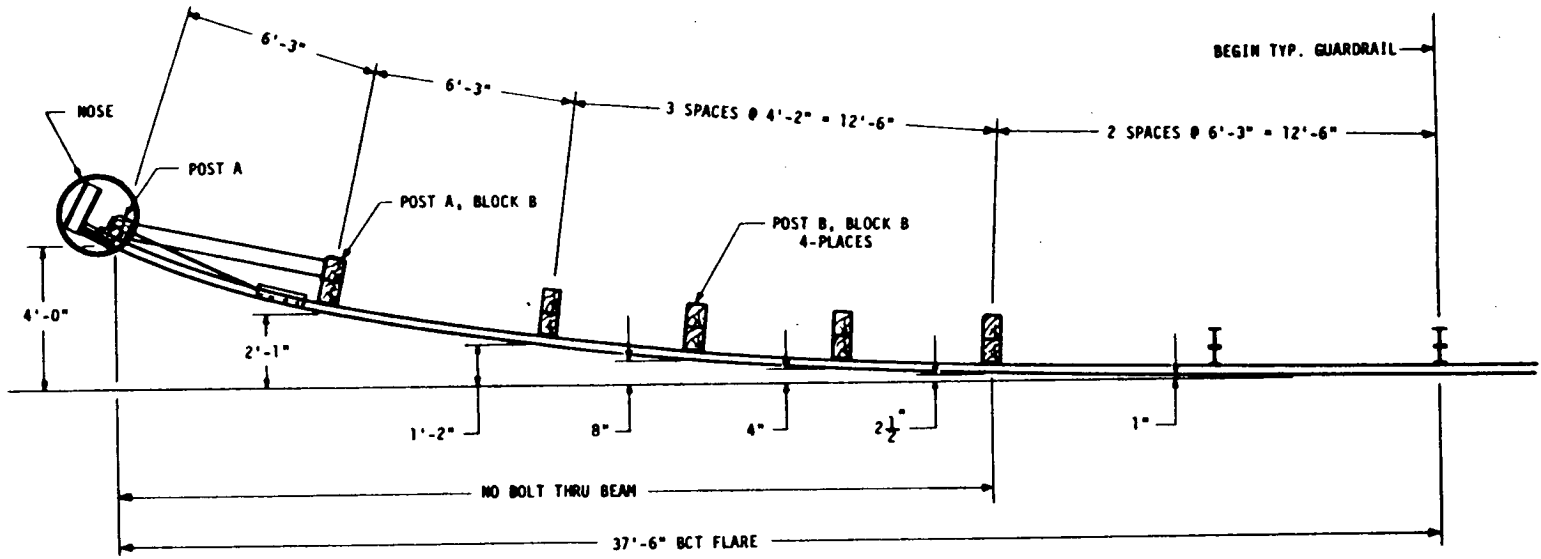 6'-3"
6'-3"
BEGIN TYP. GUARDRAIL
3 SPACES @ 4'-2" = 12'-6"
2 SPACES @ 6'-3" = 12'-6"
NOSE
POST A
POST A, BLOCK B
POST B, BLOCK B
4-PLACES
4'-0"
2'-1"
1'-2"
8"
4"
2 1/2"
1"
NO BOLT THRU BEAM
37'-6" BCT FLARE